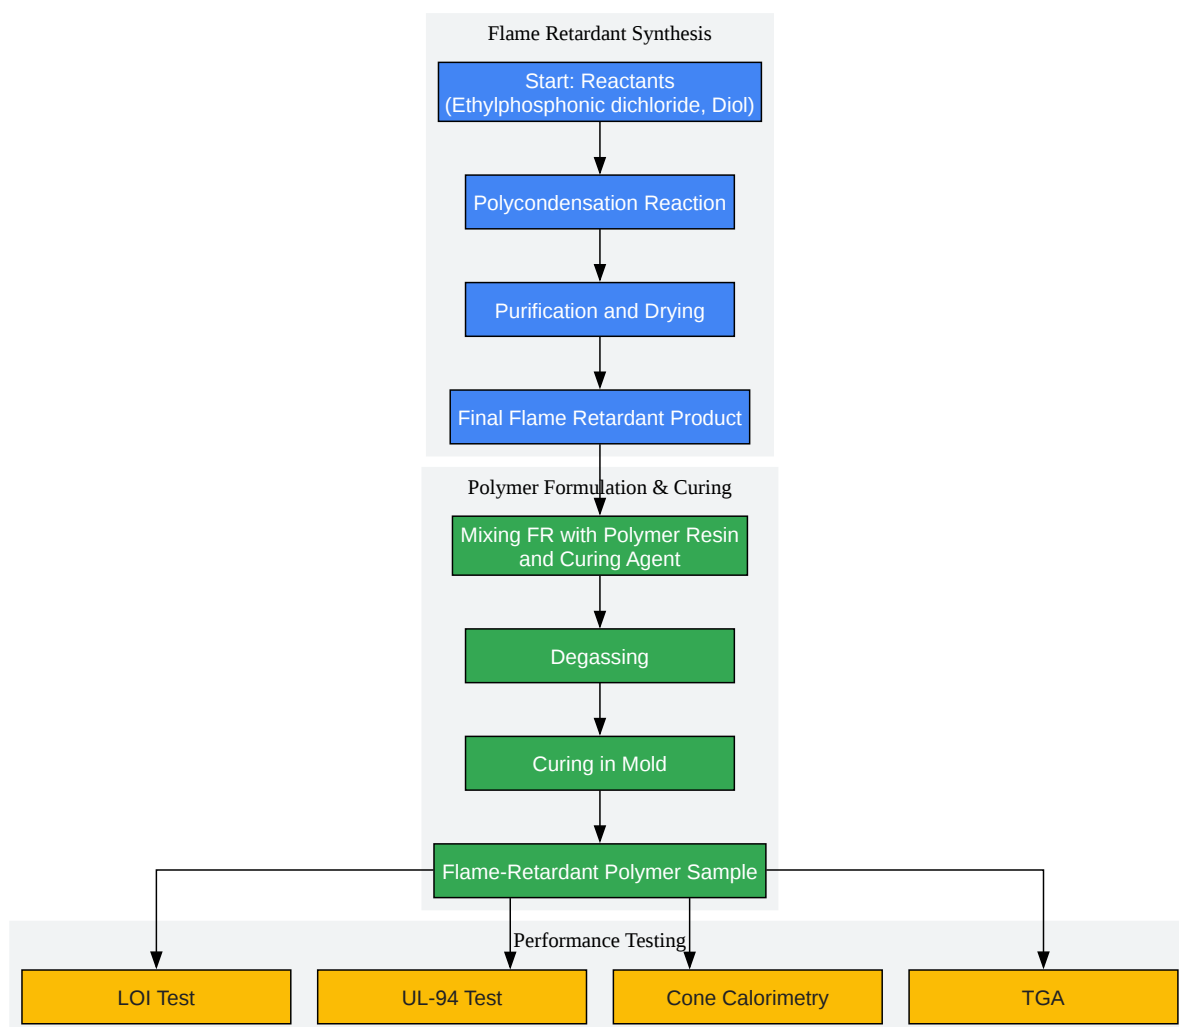 Flame Retardant Synthesis
Start: Reactants
(Ethylphosphonic dichloride, Diol)
Polycondensation Reaction
Purification and Drying
Final Flame Retardant Product
Polymer Formulation & Curing
Mixing FR with Polymer Resin
and Curing Agent
Degassing
Curing in Mold
Flame-Retardant Polymer Sample
Performance Testing
LOI Test
UL-94 Test
Cone Calorimetry
TGA